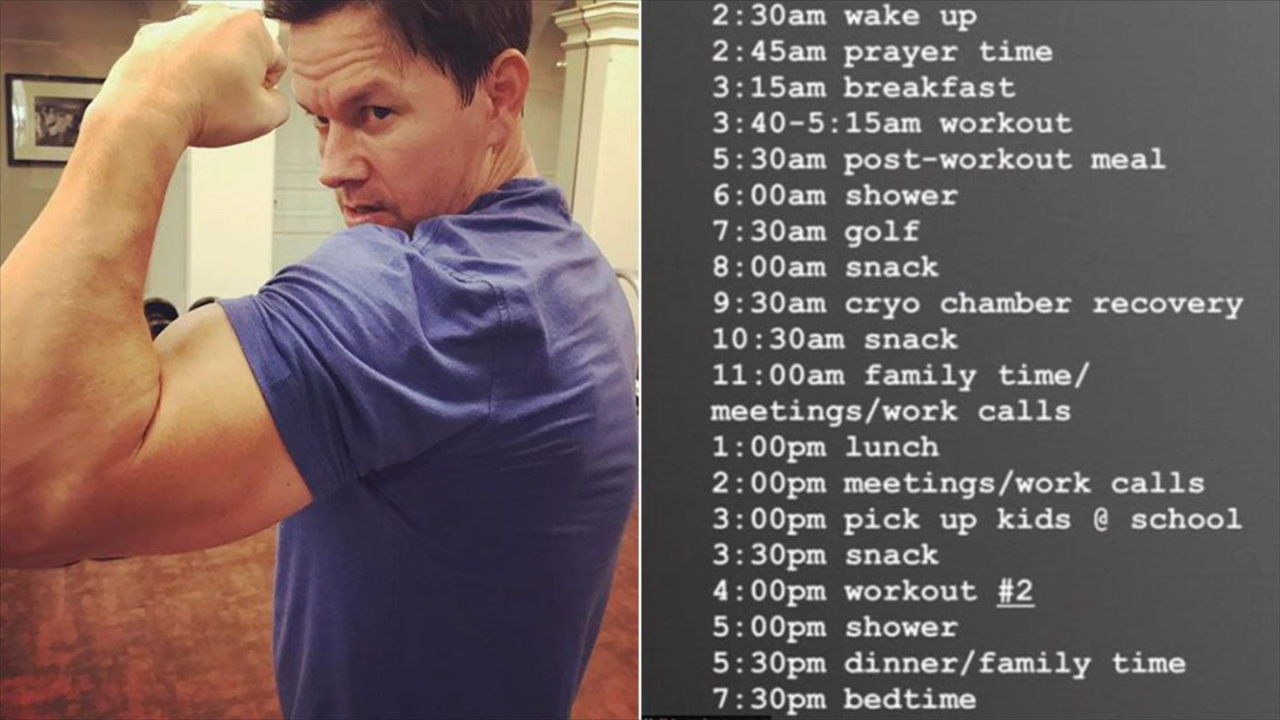 2:30am wake up
2:45am prayer time
3:15am breakfast
3:40-5:15am workout
5:30am post-workout meal
6:00am shower
7:30am golf
8:00am snack
9:30am cryo chamber recovery
10:30am snack
11:00am family time/
meetings/work calls
1:00pm lunch
2:00pm meetings/work calls
3:00pm pick up kids @ school
3:30pm snack
4:00pm workout #2
5:00pm shower
5:30pm dinner/family time
7:30pm bedtime